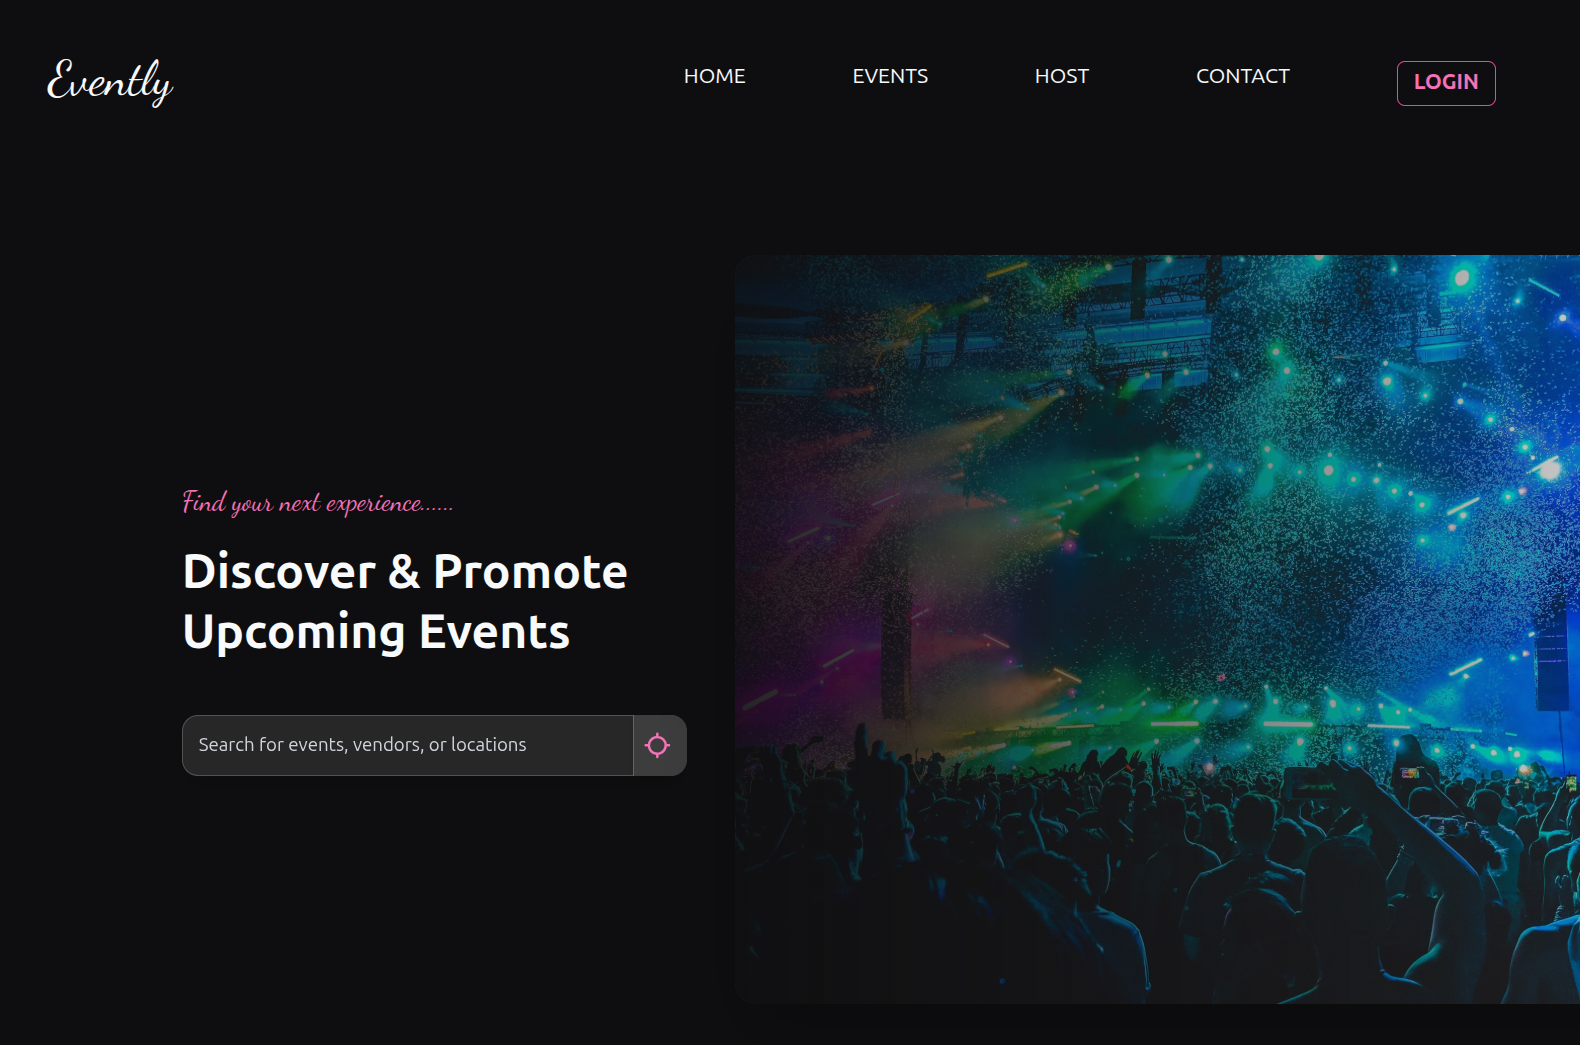 Evently
HOME EVENTS HOST CONTACT LOGIN
Find your next experience......
Discover & Promote
Upcoming Events
Search for events, vendors, or locations